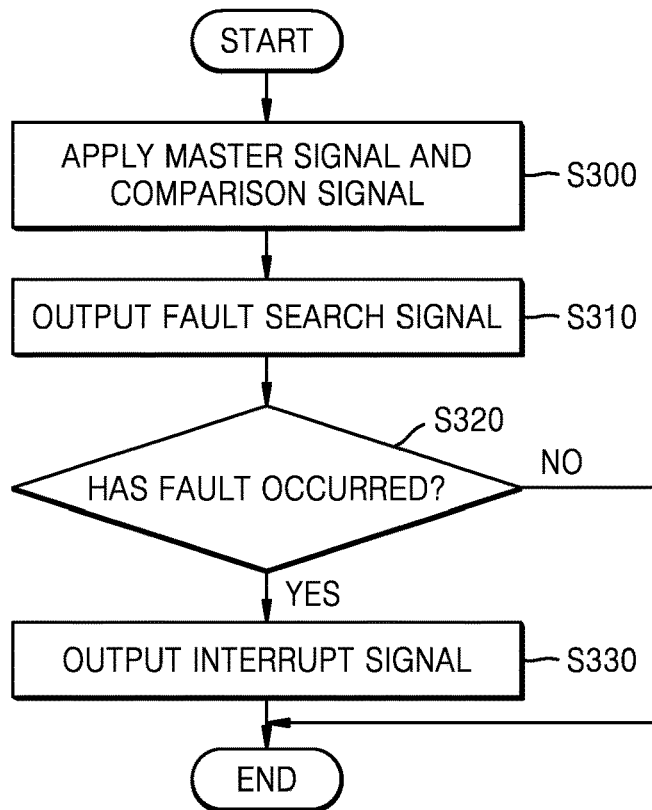 START
APPLY MASTER SIGNAL AND
COMPARISON SIGNAL
S300
OUTPUT FAULT SEARCH SIGNAL
S310
S320
HAS FAULT OCCURRED?
NO
YES
OUTPUT INTERRUPT SIGNAL
S330
END